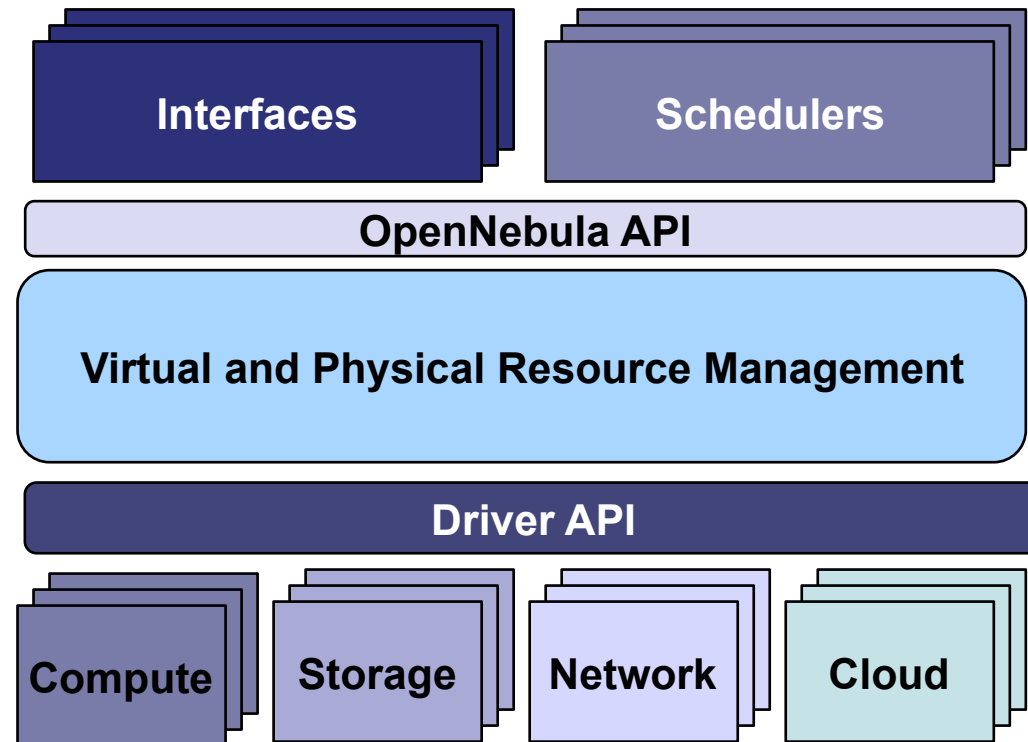 Interfaces
Schedulers
OpenNebula API
Virtual and Physical Resource Management
Driver API
Compute
Storage
Network
Cloud